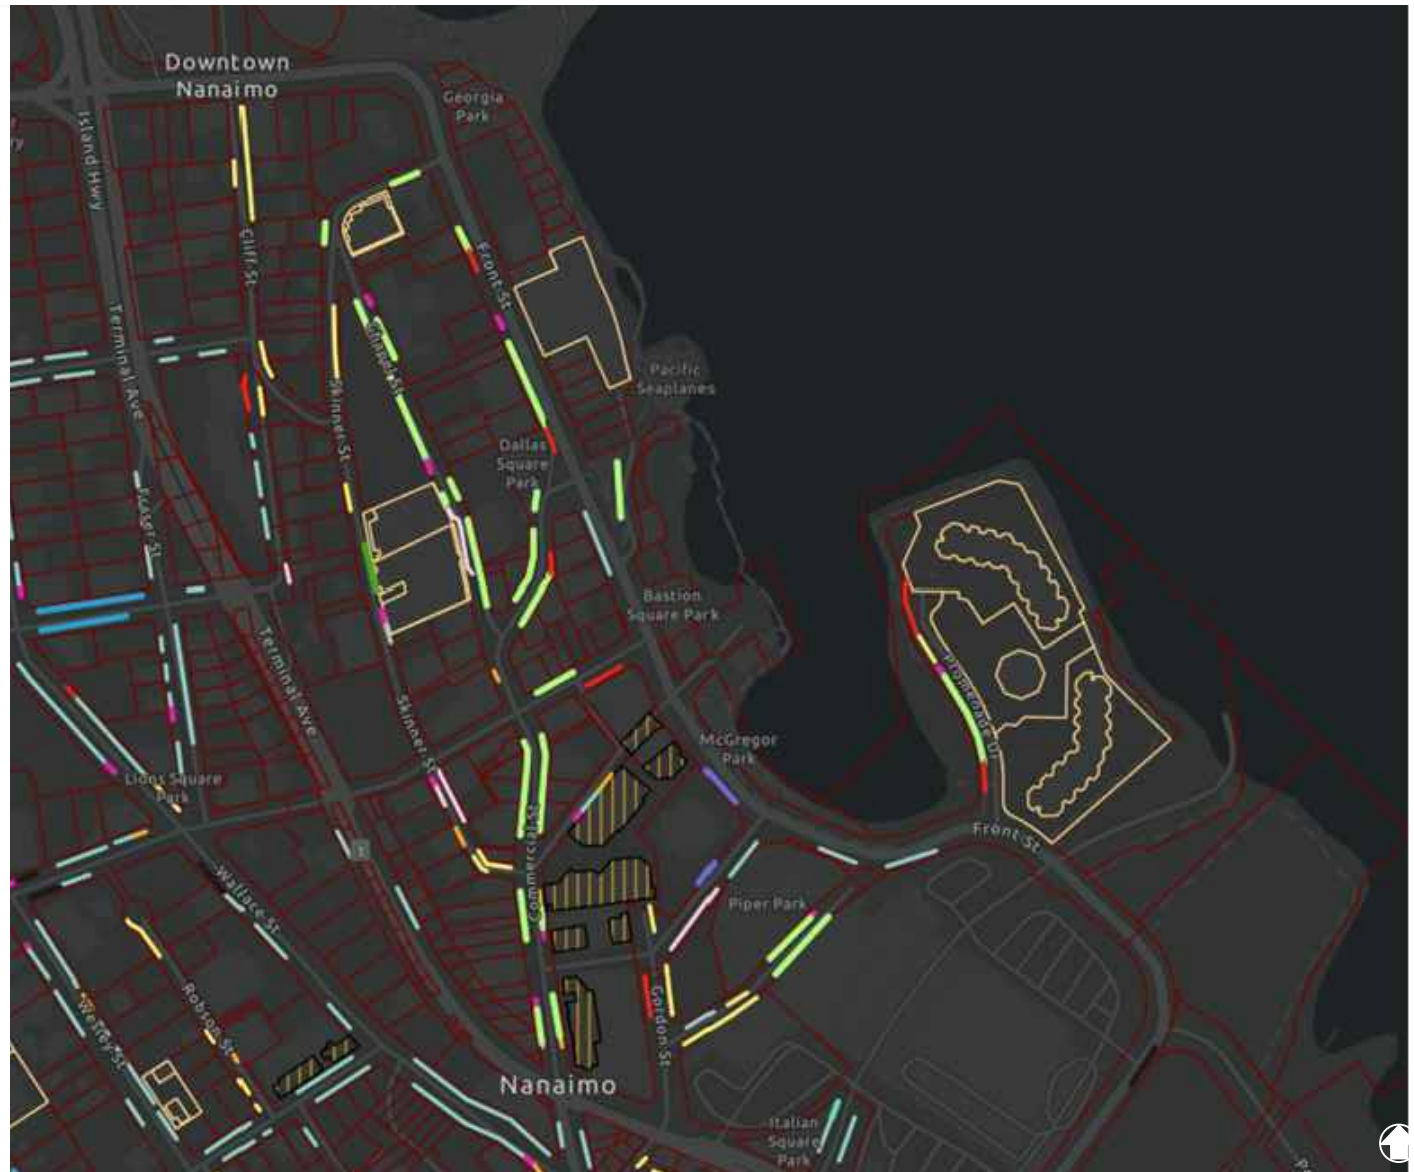 Downtown
Nanaimo
Georgia
Park
ry
Island Hwy
Cliff St
Front St
Terminal Ave
Chapel St
Skinner St
Pacific
Seaplanes
Dallas
Square
Park
Fraser St
Bastion
Square Park
Terminal Ave
Promenade Dr
Skinner St
McGregor
Park
Lions Square
Park
Commercial St
Front St
1
Wallace St
Piper Park
Robson St
Wesley St
Gordon St
Nanaimo
Italian
Square
Park